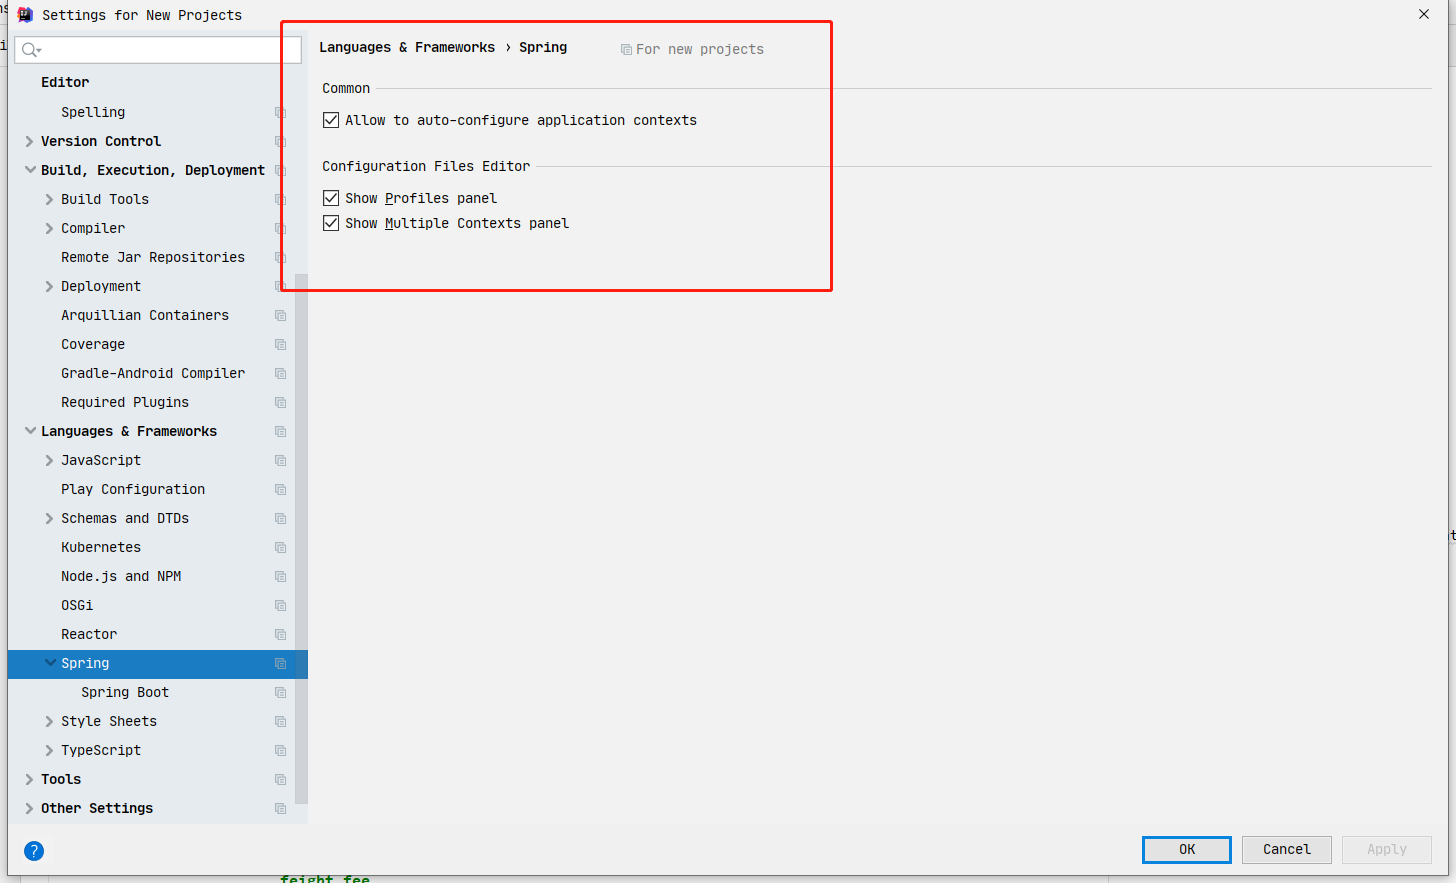 Settings for New Projects
Editor
Spelling
Version Control
Build, Execution, Deployment
Build Tools
Compiler
Remote Jar Repositories
Deployment
Arquillian Containers
Coverage
Gradle-Android Compiler
Required Plugins
Languages & Frameworks
JavaScript
Play Configuration
Schemas and DTDs
Kubernetes
Node.js and NPM
OSGi
Reactor
Spring
Spring Boot
Style Sheets
TypeScript
Tools
Other Settings
Languages & Frameworks › Spring
For new projects
Common
Allow to auto-configure application contexts
Configuration Files Editor
Show Profiles panel
Show Multiple Contexts panel
?
OK
Cancel
Apply
feight_fee